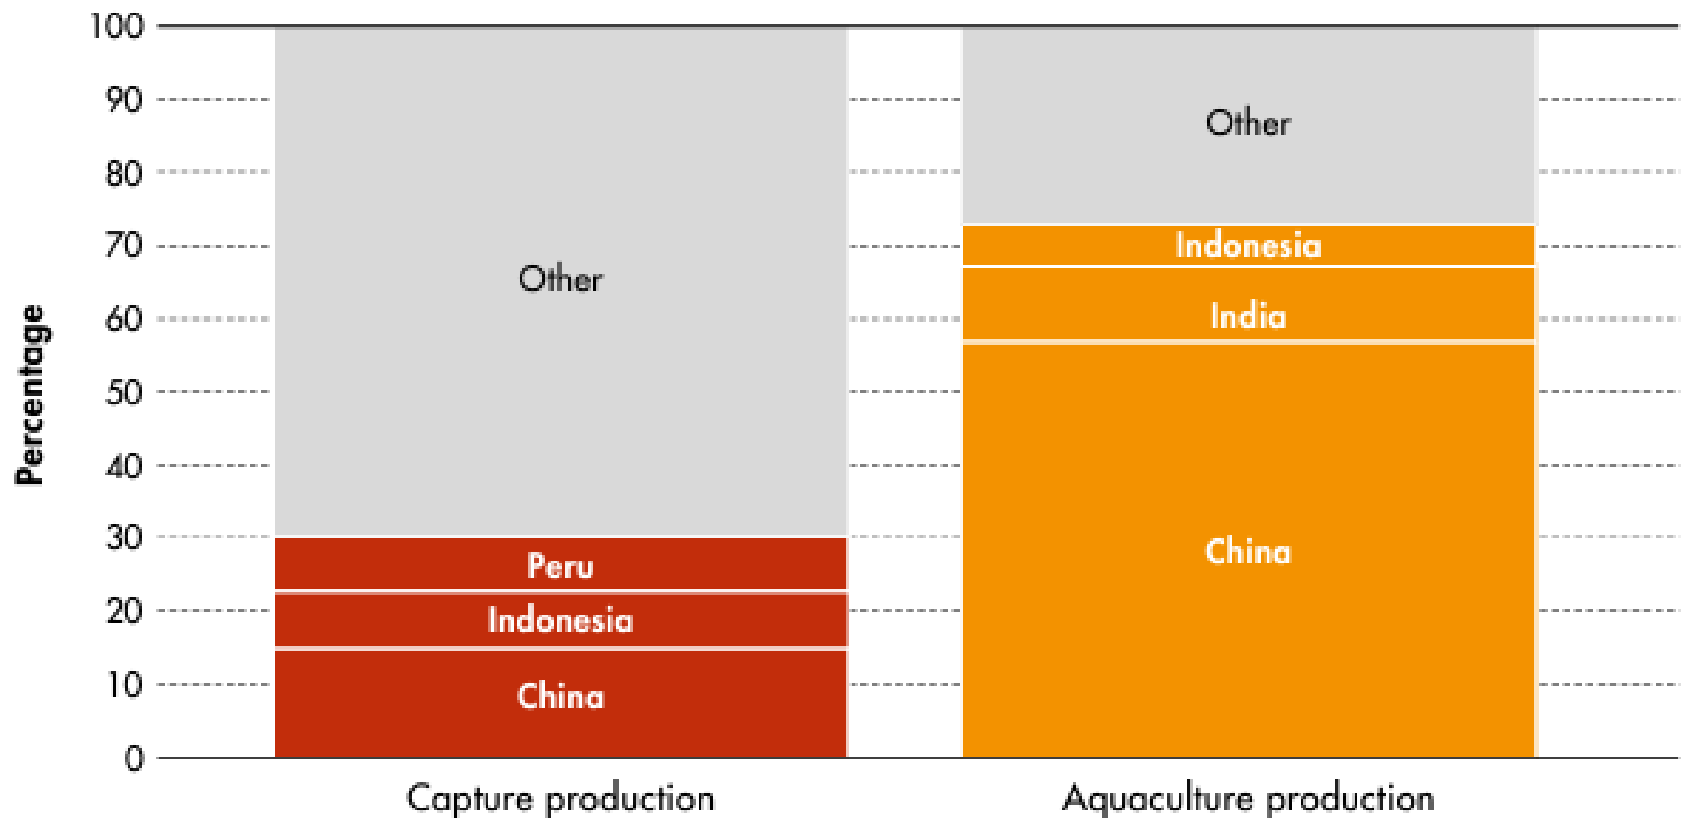 100
90
80
70
60
50
40
30
20
10
0
Percentage
Other
Peru
Indonesia
China
Other
Indonesia
India
China
Capture production
Aquaculture production